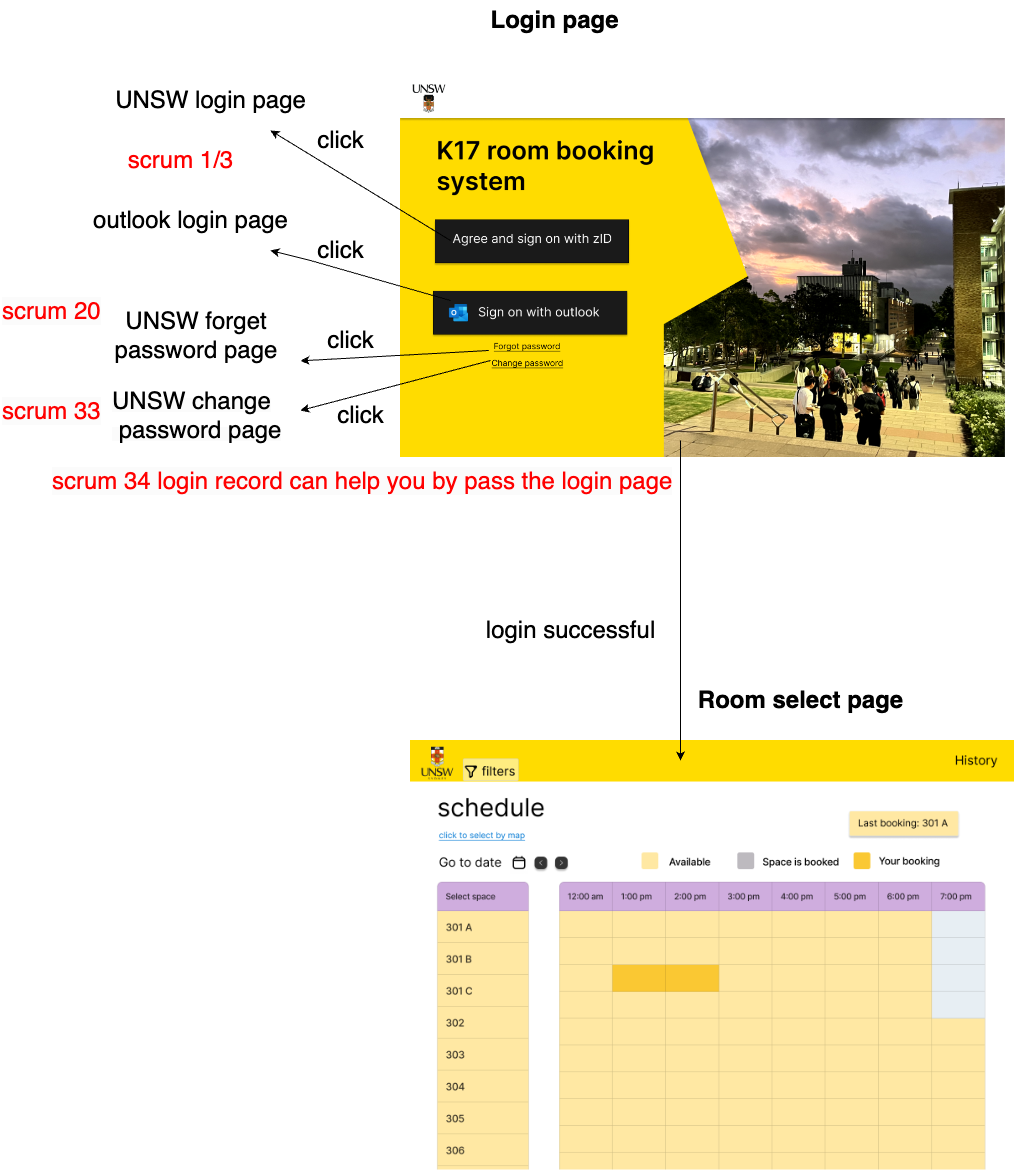 Login page
UNSW
UNSW login page
click
scrum 1/3
K17 room booking
system
outlook login page
click
Agree and sign on with zID
scrum 20
UNSW forget
password page
click
Sign on with outlook
Forgot password
Change password
scrum 33
UNSW change
password page
click
scrum 34 login record can help you by pass the login page
login successful
Room select page
UNSW
filters
History
schedule
click to select by map
Last booking: 301 A
Go to date
Available
Space is booked
Your booking
Select space
12:00 am 1:00 pm 2:00 pm 3:00 pm 4:00 pm 5:00 pm 6:00 pm 7:00 pm
301 A
301 B
301 C
302
303
304
305
306